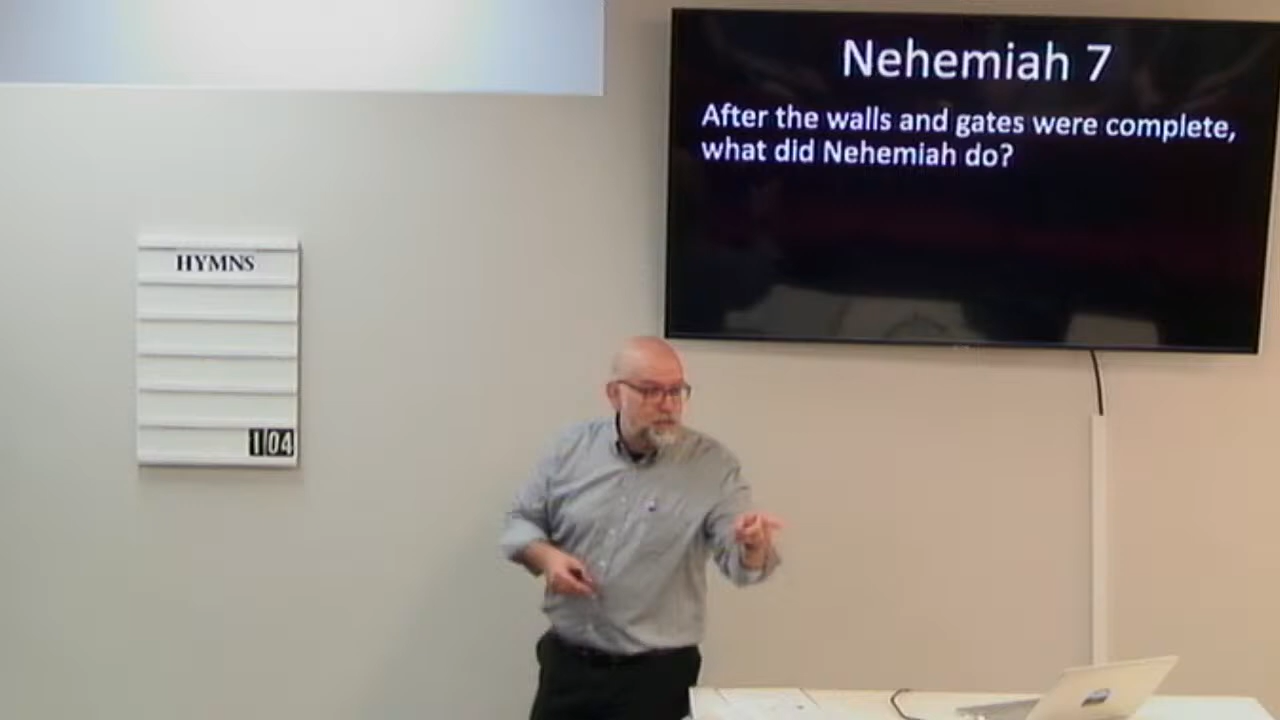 Nehemiah 7
After the walls and gates were complete,
what did Nehemiah do?
HYMNS
104